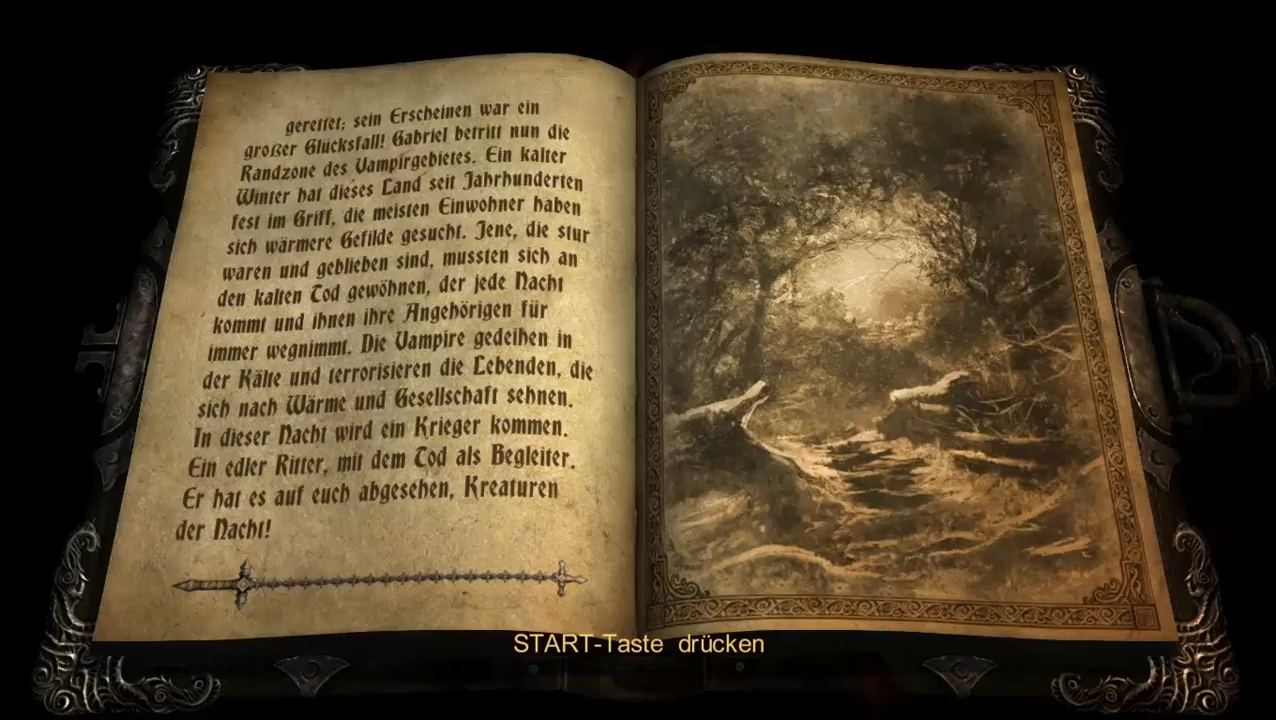 gerettet; sein Erscheinen war ein
großer Glücksfall! Gabriel betritt nun die
Randzone des Vampirgebietes. Ein kalter
Winter hat dieses Land seit Jahrhunderten
fest im Griff, die meisten Einwohner haben
sich wärmere Gefilde gesucht. Jene, die stur
waren und geblieben sind, mussten sich an
den kalten Tod gewöhnen, der jede Nacht
kommt und ihnen ihre Angehörigen für
immer wegnimmt. Die Vampire gedeihen in
der Kälte und terrorisieren die Lebenden, die
sich nach Wärme und Gesellschaft sehnen.
In dieser Nacht wird ein Krieger kommen.
Ein edler Ritter, mit dem Tod als Begleiter.
Er hat es auf euch abgesehen, Kreaturen
der Nacht!
START-Taste drücken